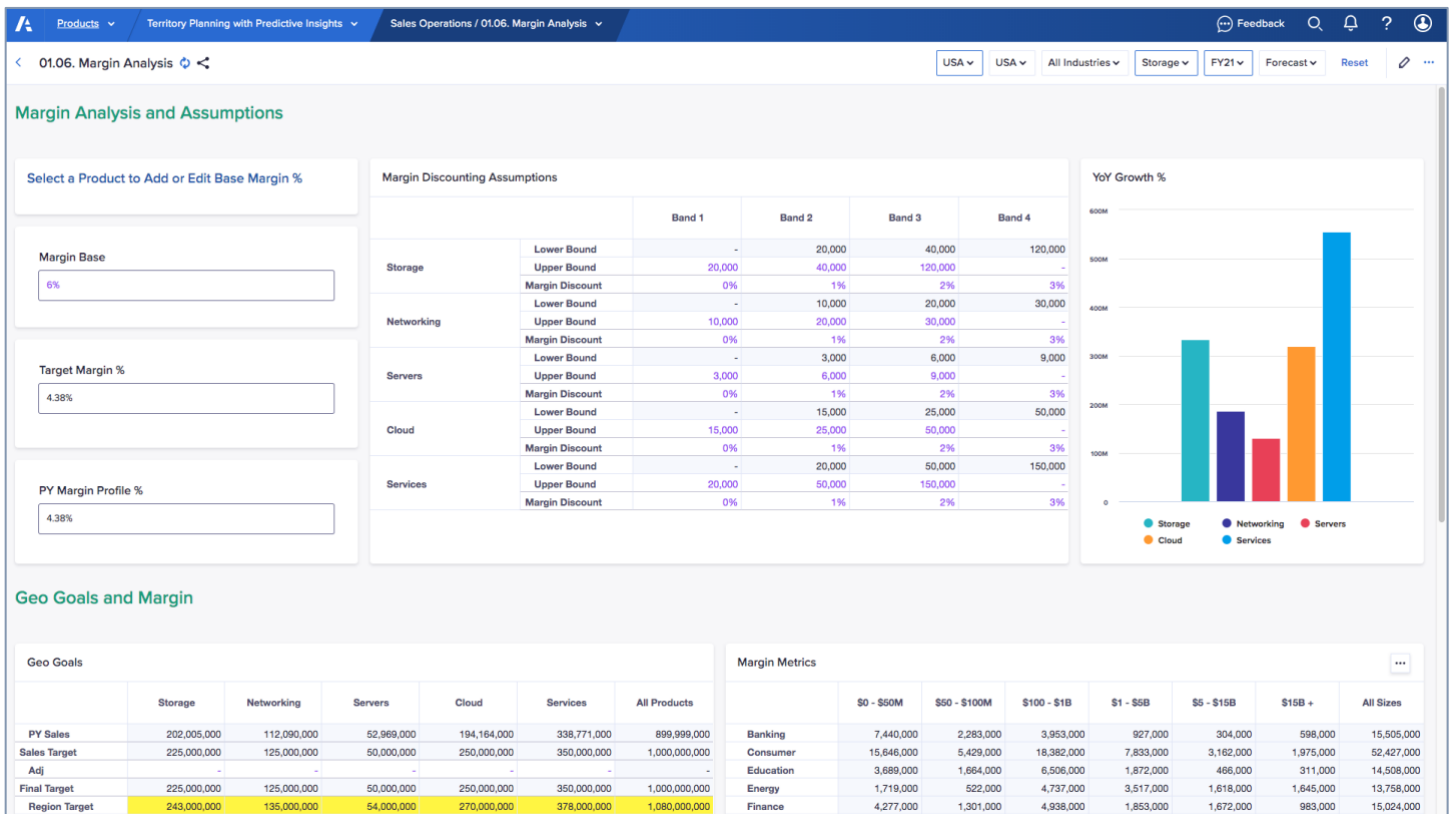 Products Territory Planning with Predictive Insights Sales Operations / 01.06. Margin Analysis Feedback ?
01.06. Margin Analysis USA USA All Industries Storage FY21 Forecast Reset
Margin Analysis and Assumptions
Select a Product to Add or Edit Base Margin %
Margin Base
6%
Target Margin %
4.38%
PY Margin Profile %
4.38%
Margin Discounting Assumptions
Band 1 Band 2 Band 3 Band 4
Storage
Lower Bound - 20,000 40,000 120,000
Upper Bound 20,000 40,000 120,000 -
Margin Discount 0% 1% 2% 3%
Networking
Lower Bound - 10,000 20,000 30,000
Upper Bound 10,000 20,000 30,000 -
Margin Discount 0% 1% 2% 3%
Servers
Lower Bound - 3,000 6,000 9,000
Upper Bound 3,000 6,000 9,000 -
Margin Discount 0% 1% 2% 3%
Cloud
Lower Bound - 15,000 25,000 50,000
Upper Bound 15,000 25,000 50,000 -
Margin Discount 0% 1% 2% 3%
Services
Lower Bound - 20,000 50,000 150,000
Upper Bound 20,000 50,000 150,000 -
Margin Discount 0% 1% 2% 3%
YoY Growth %
600M
500M
400M
300M
200M
100M
0
Storage Networking Servers
Cloud Services
Geo Goals and Margin
Geo Goals
Storage Networking Servers Cloud Services All Products
PY Sales 202,005,000 112,090,000 52,969,000 194,164,000 338,771,000 899,999,000
Sales Target 225,000,000 125,000,000 50,000,000 250,000,000 350,000,000 1,000,000,000
Adj - - - - - -
Final Target 225,000,000 125,000,000 50,000,000 250,000,000 350,000,000 1,000,000,000
Region Target 243,000,000 135,000,000 54,000,000 270,000,000 378,000,000 1,080,000,000
Margin Metrics
$0 - $50M $50 - $100M $100 - $1B $1 - $5B $5 - $15B $15B + All Sizes
Banking 7,440,000 2,283,000 3,953,000 927,000 304,000 598,000 15,505,000
Consumer 15,646,000 5,429,000 18,382,000 7,833,000 3,162,000 1,975,000 52,427,000
Education 3,689,000 1,664,000 6,506,000 1,872,000 466,000 311,000 14,508,000
Energy 1,719,000 522,000 4,737,000 3,517,000 1,618,000 1,645,000 13,758,000
Finance 4,277,000 1,301,000 4,938,000 1,853,000 1,672,000 983,000 15,024,000